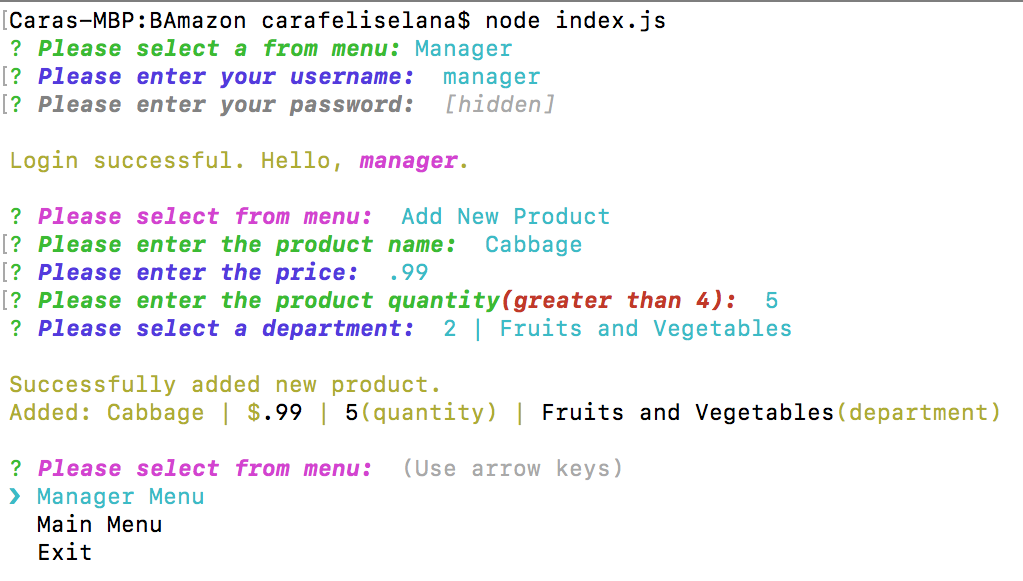 [Caras-MBP:BAmazon carafeliselana$ node index.js
? Please select a from menu: Manager
[? Please enter your username:  manager
[? Please enter your password:  [hidden]
Login successful. Hello, manager.
? Please select from menu:  Add New Product
[? Please enter the product name:  Cabbage
[? Please enter the price:  .99
[? Please enter the product quantity(greater than 4):  5
? Please select a department:  2 | Fruits and Vegetables
Successfully added new product.
Added: Cabbage | $.99 | 5(quantity) | Fruits and Vegetables(department)
? Please select from menu:  (Use arrow keys)
❯ Manager Menu
Main Menu
Exit